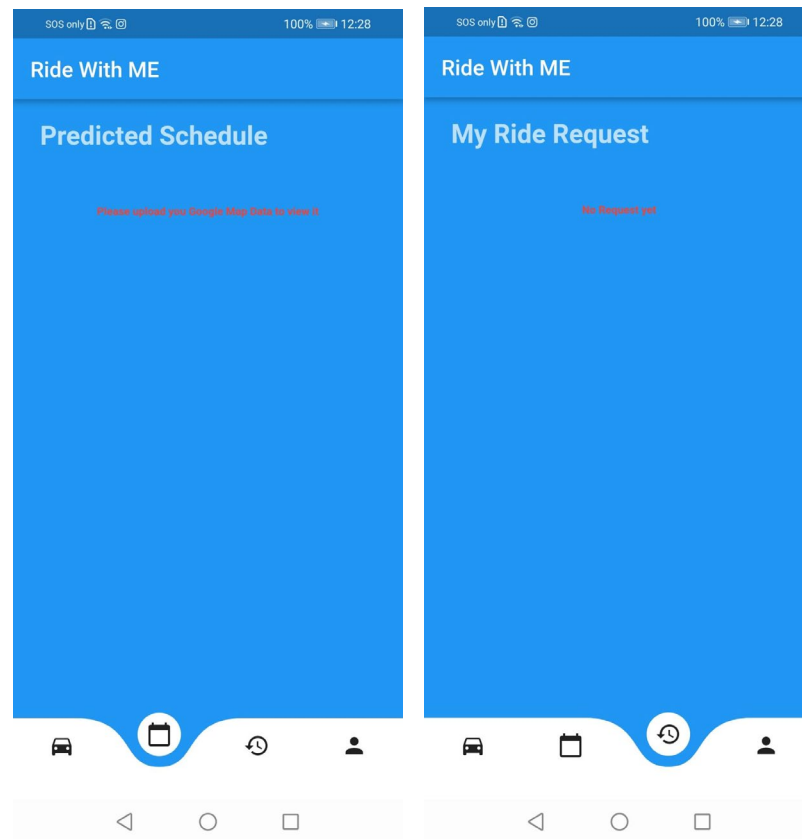 SOS only 100% 12:28
Ride With ME
Predicted Schedule
Please upload you Google Map Data to view it
SOS only 100% 12:28
Ride With ME
My Ride Request
No Request yet